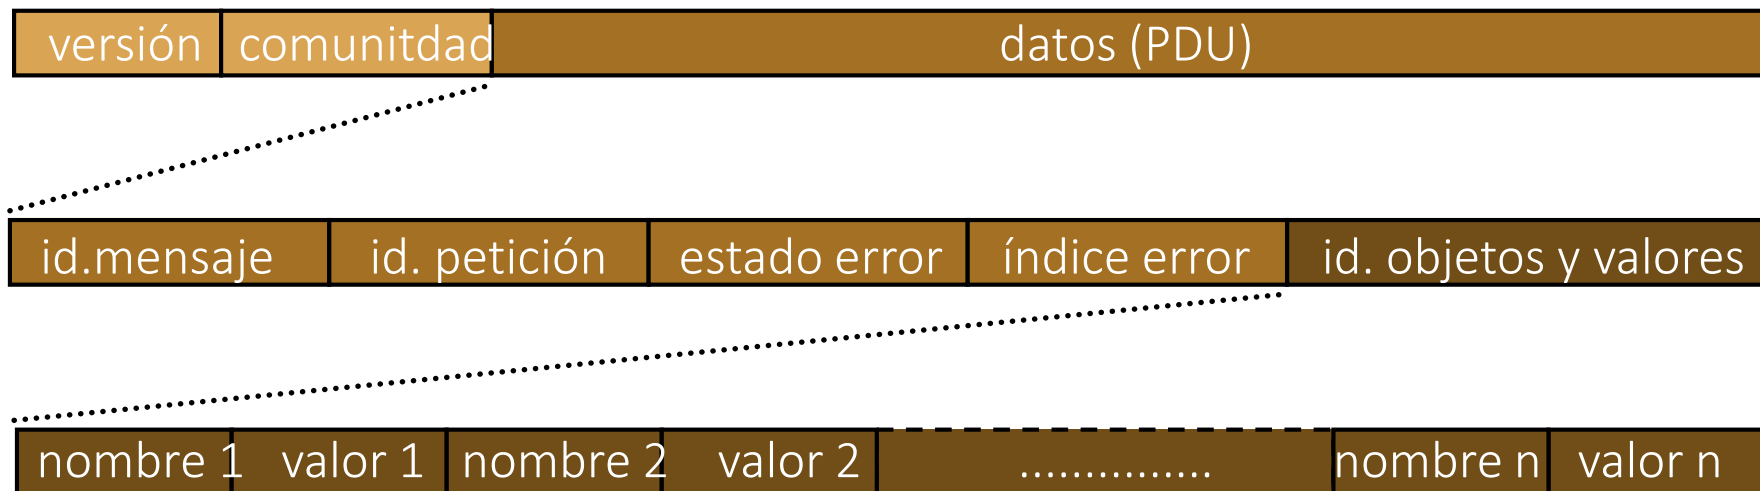 versión comunitdad datos (PDU)
id.mensaje id. petición estado error índice error id. objetos y valores
nombre 1 valor 1 nombre 2 valor 2 ............... nombre n valor n